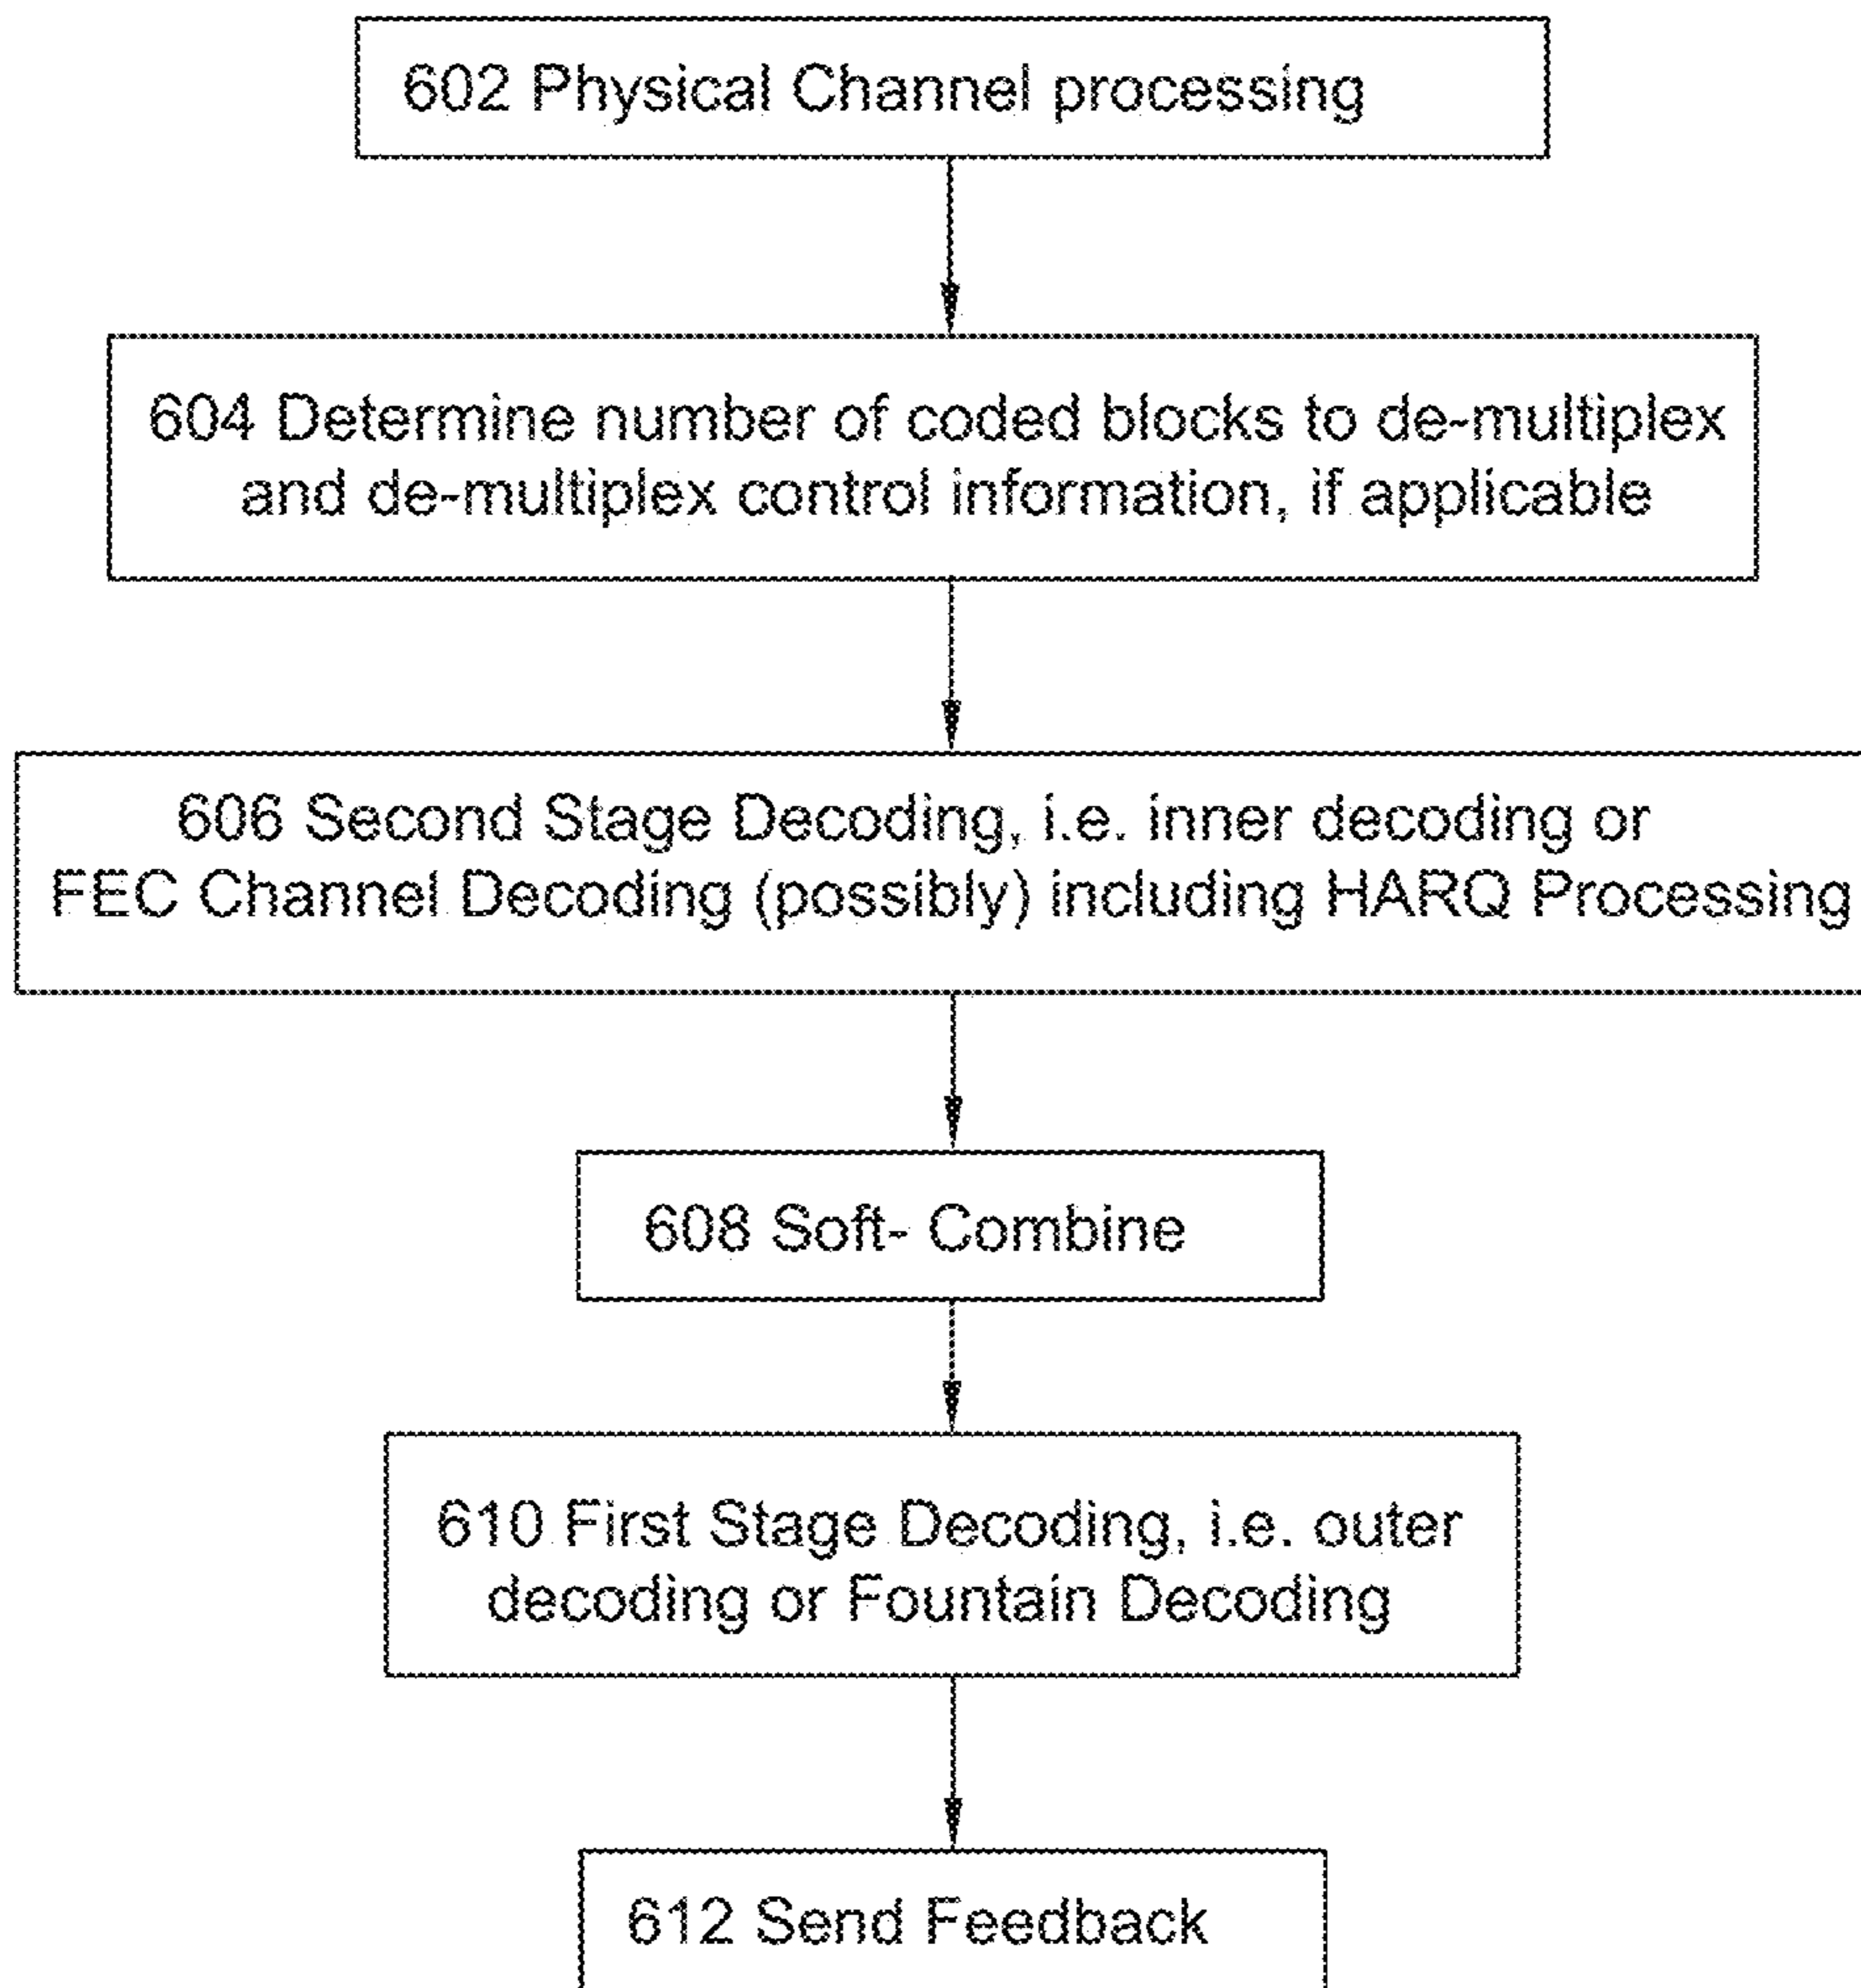 602 Physical Channel processing
604 Determine number of coded blocks to de-multiplex
and de-multiplex control information, if applicable
606 Second Stage Decoding, i.e. inner decoding or
FEC Channel Decoding (possibly) including HARQ Processing
608 Soft- Combine
610 First Stage Decoding, i.e. outer
decoding or Fountain Decoding
612 Send Feedback